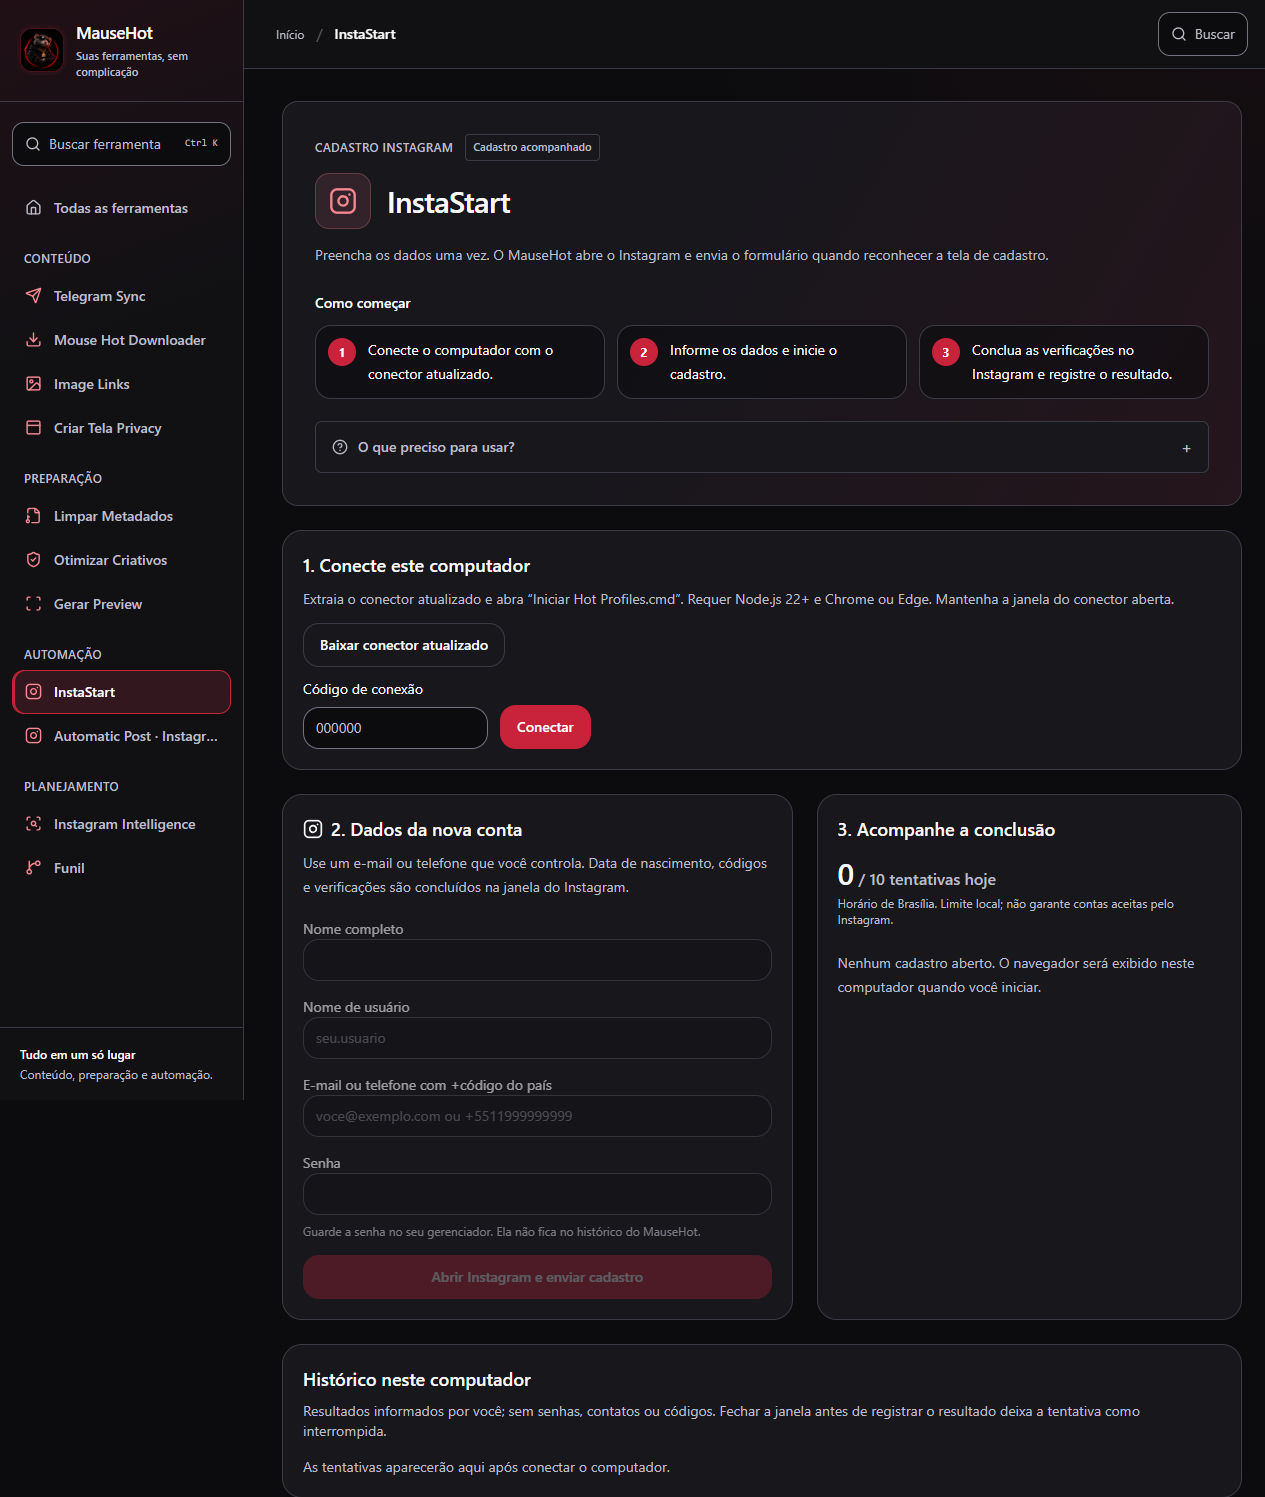 MauseHot
Suas ferramentas, sem
complicação
Buscar ferramenta
Ctrl K
Todas as ferramentas
CONTEÚDO
Telegram Sync
Mouse Hot Downloader
Image Links
Criar Tela Privacy
PREPARAÇÃO
Limpar Metadados
Otimizar Criativos
Gerar Preview
AUTOMAÇÃO
InstaStart
Automatic Post · Instagr...
PLANEJAMENTO
Instagram Intelligence
Funil
Tudo em um só lugar
Conteúdo, preparação e automação.
Início / InstaStart
Buscar
CADASTRO INSTAGRAM
Cadastro acompanhado
InstaStart
Preencha os dados uma vez. O MauseHot abre o Instagram e envia o formulário quando reconhecer a tela de cadastro.
Como começar
1
Conecte o computador com o
conector atualizado.
2
Informe os dados e inicie o
cadastro.
3
Conclua as verificações no
Instagram e registre o resultado.
O que preciso para usar?
+
1. Conecte este computador
Extraia o conector atualizado e abra “Iniciar Hot Profiles.cmd”. Requer Node.js 22+ e Chrome ou Edge. Mantenha a janela do conector aberta.
Baixar conector atualizado
Código de conexão
000000
Conectar
2. Dados da nova conta
Use um e-mail ou telefone que você controla. Data de nascimento, códigos
e verificações são concluídos na janela do Instagram.
Nome completo
Nome de usuário
seu.usuario
E-mail ou telefone com +código do país
voce@exemplo.com ou +5511999999999
Senha
Guarde a senha no seu gerenciador. Ela não fica no histórico do MauseHot.
Abrir Instagram e enviar cadastro
3. Acompanhe a conclusão
0 / 10 tentativas hoje
Horário de Brasília. Limite local; não garante contas aceitas pelo
Instagram.
Nenhum cadastro aberto. O navegador será exibido neste
computador quando você iniciar.
Histórico neste computador
Resultados informados por você; sem senhas, contatos ou códigos. Fechar a janela antes de registrar o resultado deixa a tentativa como
interrompida.
As tentativas aparecerão aqui após conectar o computador.